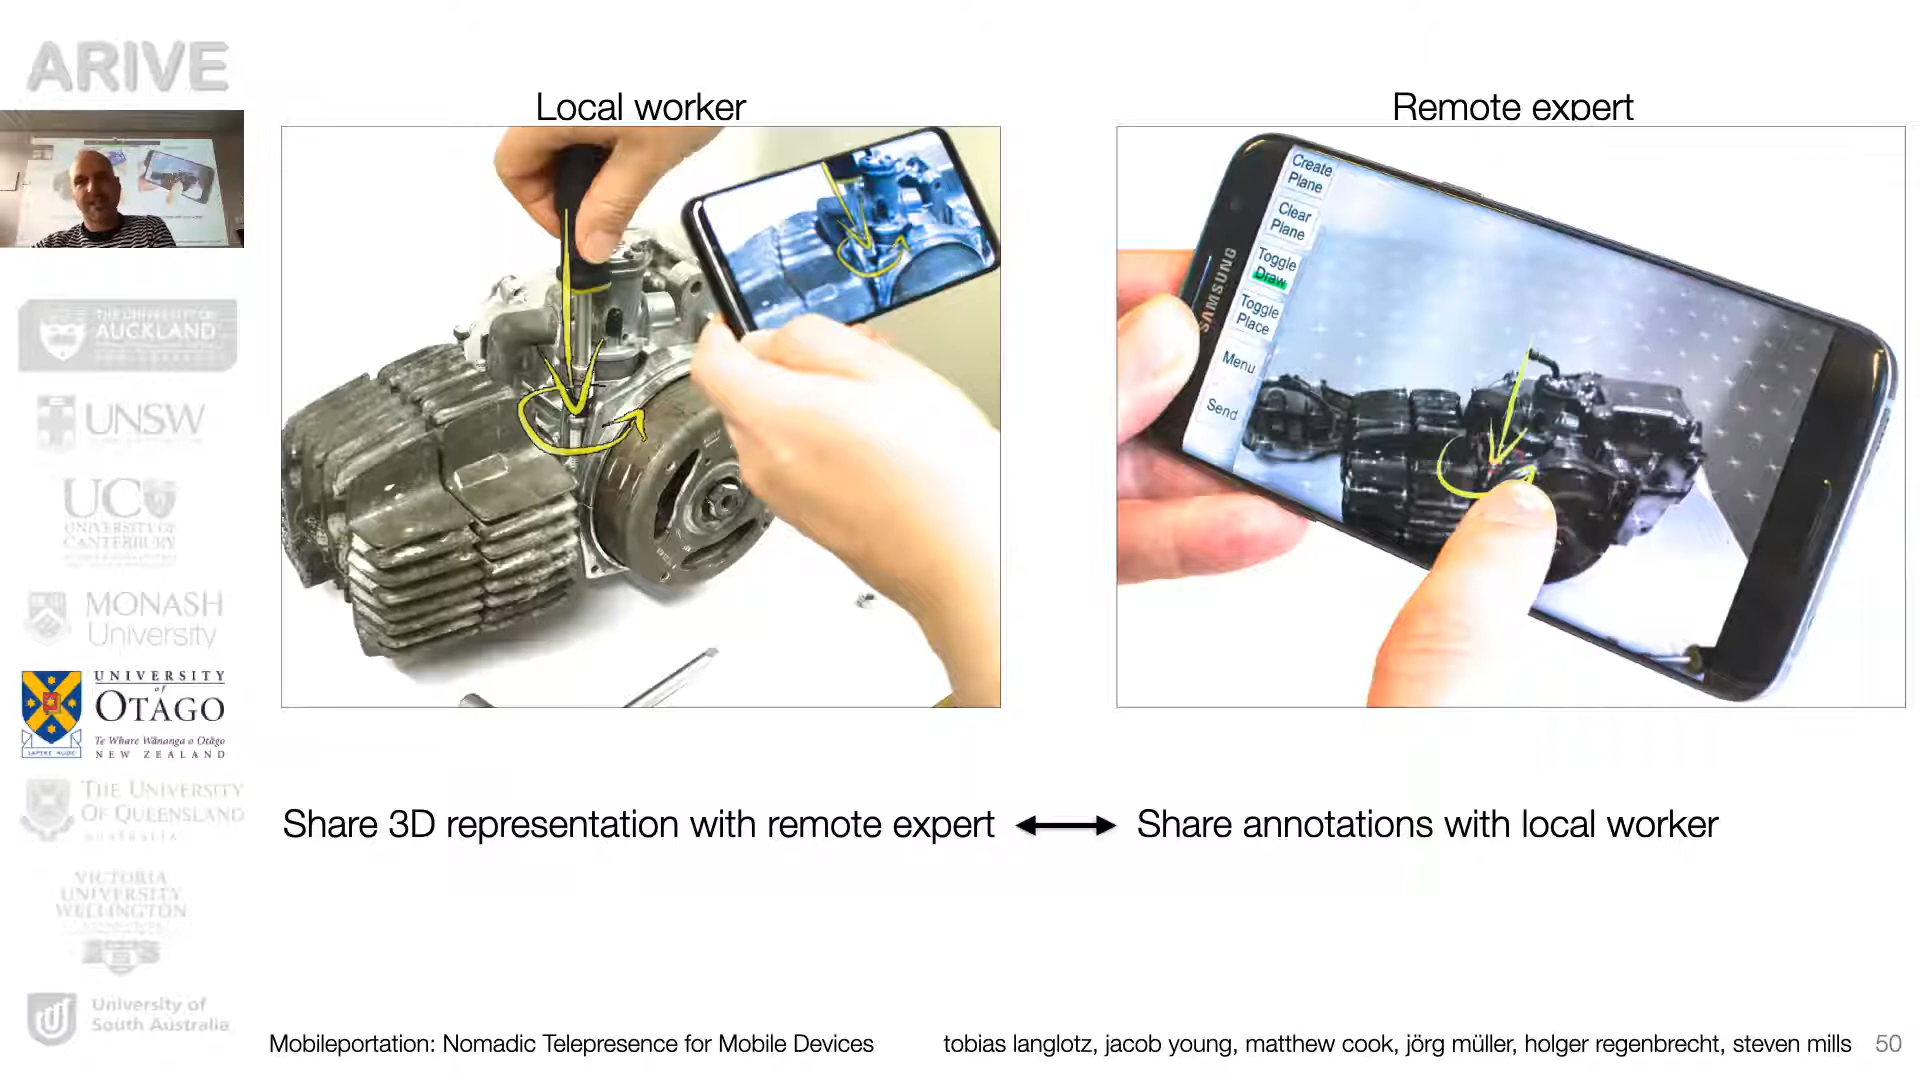 ARIVE
Local worker
Remote expert
Create
Plane
Clear
Plane
Toggle
Draw
Toggle
Place
Menu
Send
SAMSUNG
THE UNIVERSITY OF
AUCKLAND
UNSW
UC
UNIVERSITY OF
CANTERBURY
MONASH
University
UNIVERSITY
of
OTAGO
Te Whare Wānanga o Otāgo
NEW ZEALAND
SAPERE AUDE
THE UNIVERSITY
OF QUEENSLAND
AUSTRALIA
VICTORIA
UNIVERSITY
WELLINGTON
University of
South Australia
Share 3D representation with remote expert
Share annotations with local worker
Mobileportation: Nomadic Telepresence for Mobile Devices
tobias langlotz, jacob young, matthew cook, jörg müller, holger regenbrecht, steven mills
50